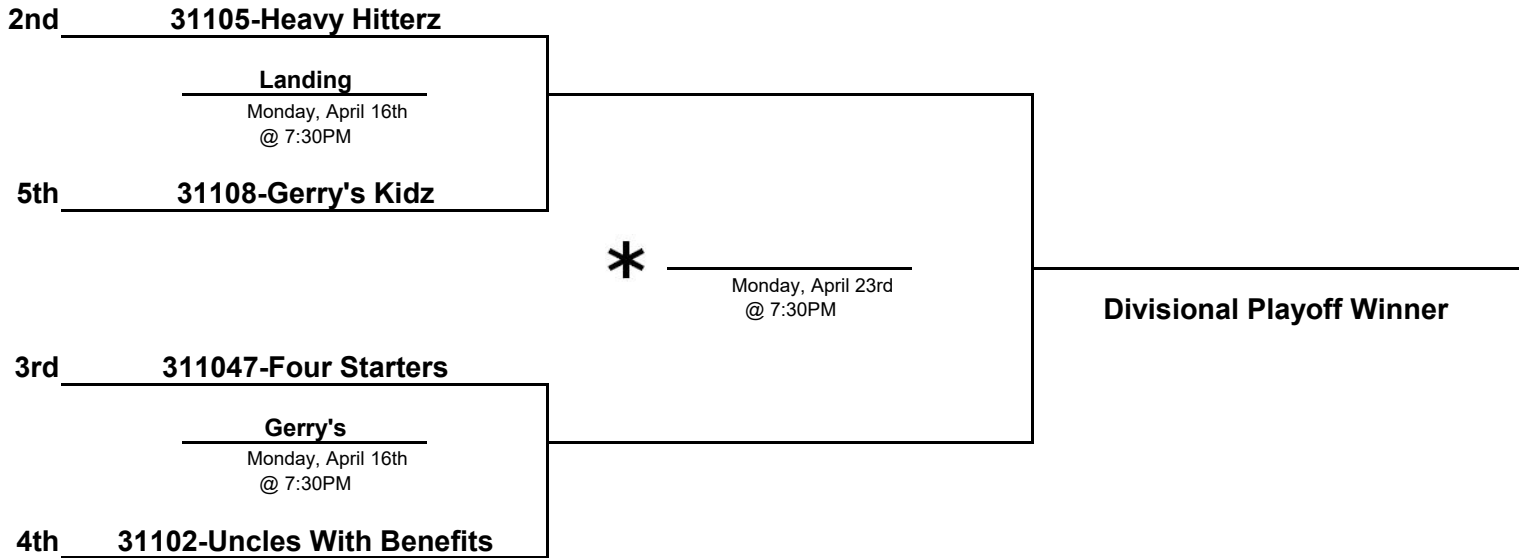 2nd 31105-Heavy Hitterz
Landing
Monday, April 16th
@ 7:30PM
5th 31108-Gerry's Kidz
*
Monday, April 23rd
@ 7:30PM
Divisional Playoff Winner
3rd 311047-Four Starters
Gerry's
Monday, April 16th
@ 7:30PM
4th 31102-Uncles With Benefits